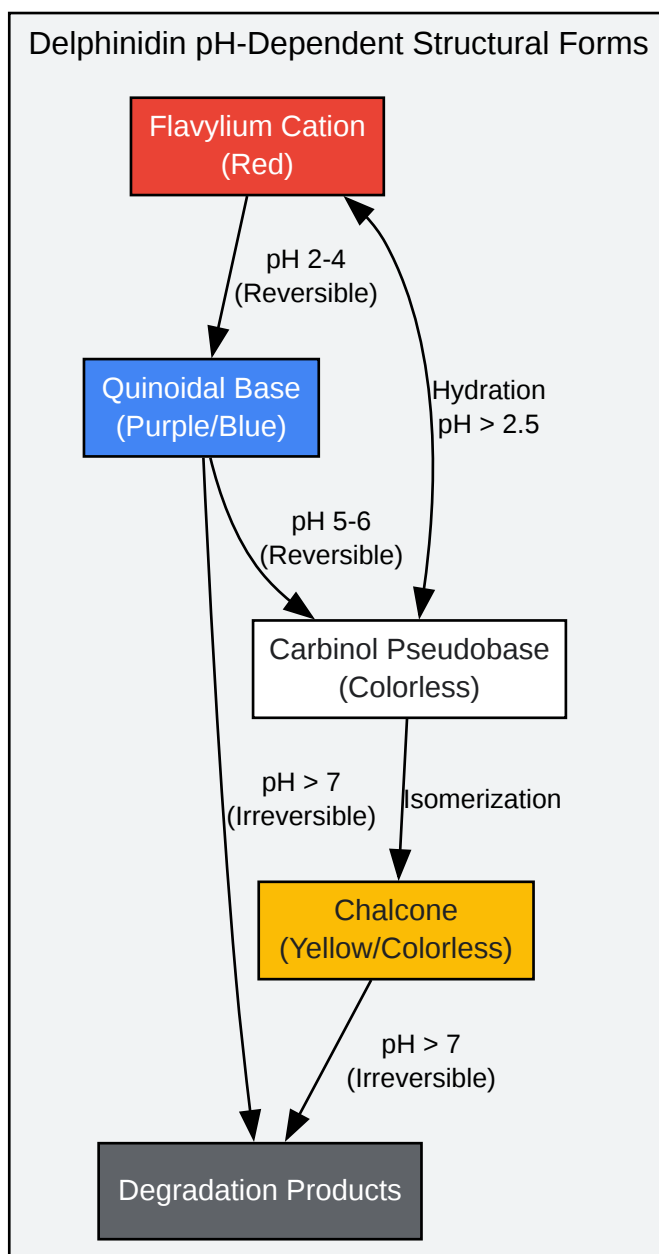 Delphinidin pH-Dependent Structural Forms
Flavylium Cation
(Red)
pH 2-4
(Reversible)
Quinoidal Base
(Purple/Blue)
Hydration
pH > 2.5
pH 5-6
(Reversible)
Carbinol Pseudobase
(Colorless)
pH > 7
(Irreversible)
Isomerization
Chalcone
(Yellow/Colorless)
pH > 7
(Irreversible)
Degradation Products